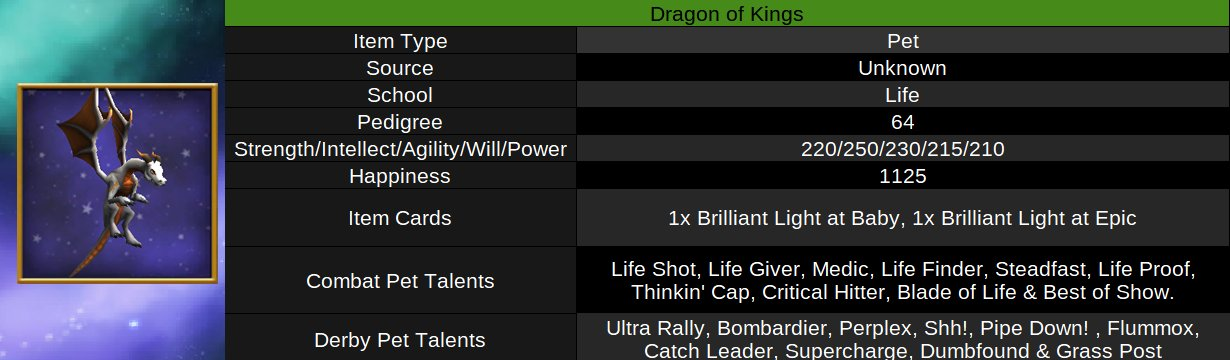 Dragon of Kings
Item Type Pet
Source Unknown
School Life
Pedigree 64
Strength/Intellect/Agility/Will/Power 220/250/230/215/210
Happiness 1125
Item Cards 1x Brilliant Light at Baby, 1x Brilliant Light at Epic
Combat Pet Talents Life Shot, Life Giver, Medic, Life Finder, Steadfast, Life Proof,
Thinkin' Cap, Critical Hitter, Blade of Life & Best of Show.
Derby Pet Talents Ultra Rally, Bombardier, Perplex, Shh!, Pipe Down! , Flummox,
Catch Leader, Supercharge, Dumbfound & Grass Post